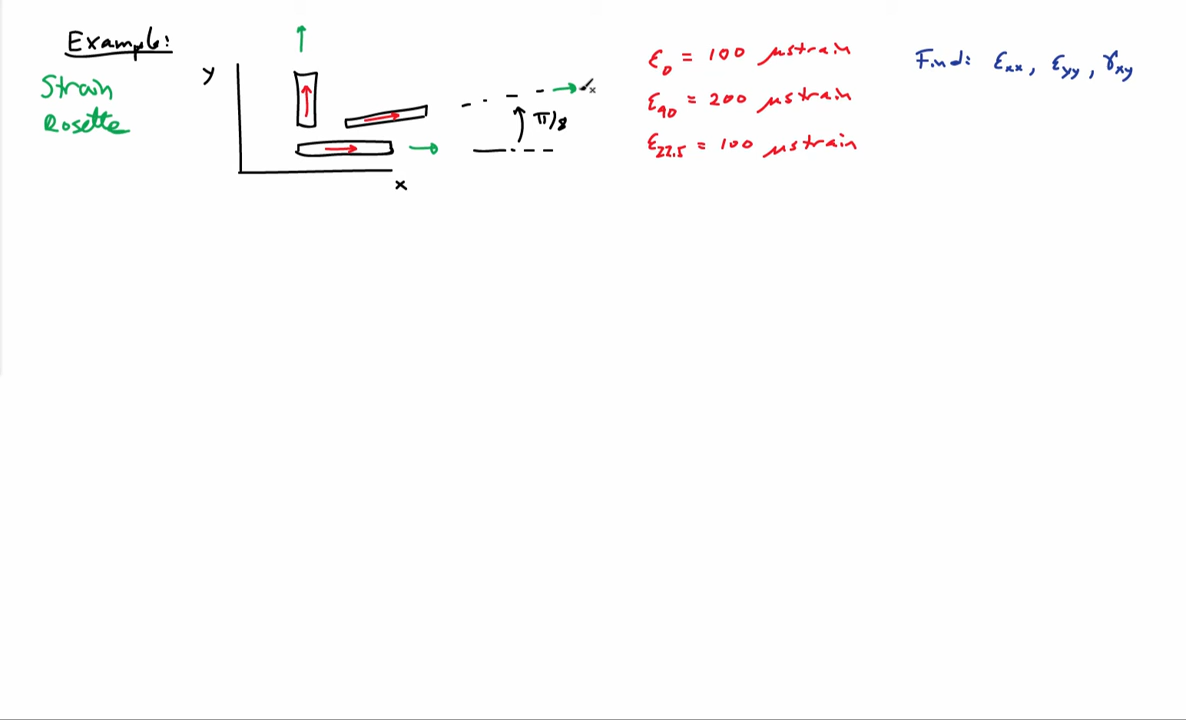 Example:
Strain
Rosette
y
x
π/8
x
ε₀ = 100 μstrain
ε₉₀ = 200 μstrain
ε₂₂.₅ = 100 μstrain
Find: εxx, εyy, γxy